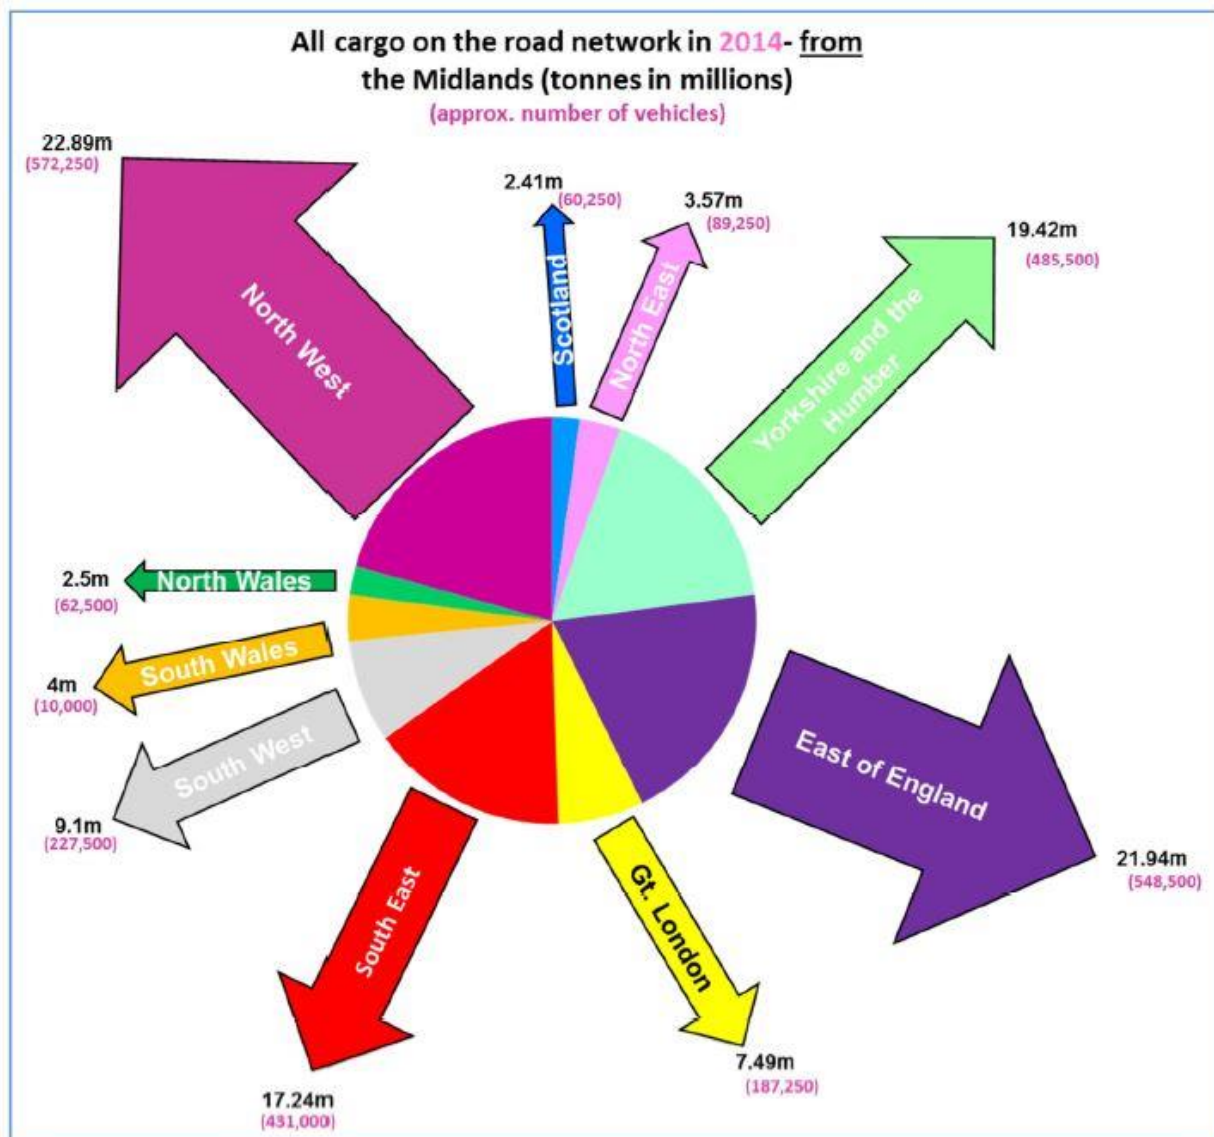 All cargo on the road network in 2014- from
the Midlands (tonnes in millions)
(approx. number of vehicles)
22.89m
(572,250)
North West
2.41m
(60,250)
Scotland
3.57m
(89,250)
North East
19.42m
(485,500)
Yorkshire and the
Humber
2.5m
(62,500)
North Wales
4m
(10,000)
South Wales
9.1m
(227,500)
South West
East of England
21.94m
(548,500)
South East
17.24m
(431,000)
Gt. London
7.49m
(187,250)